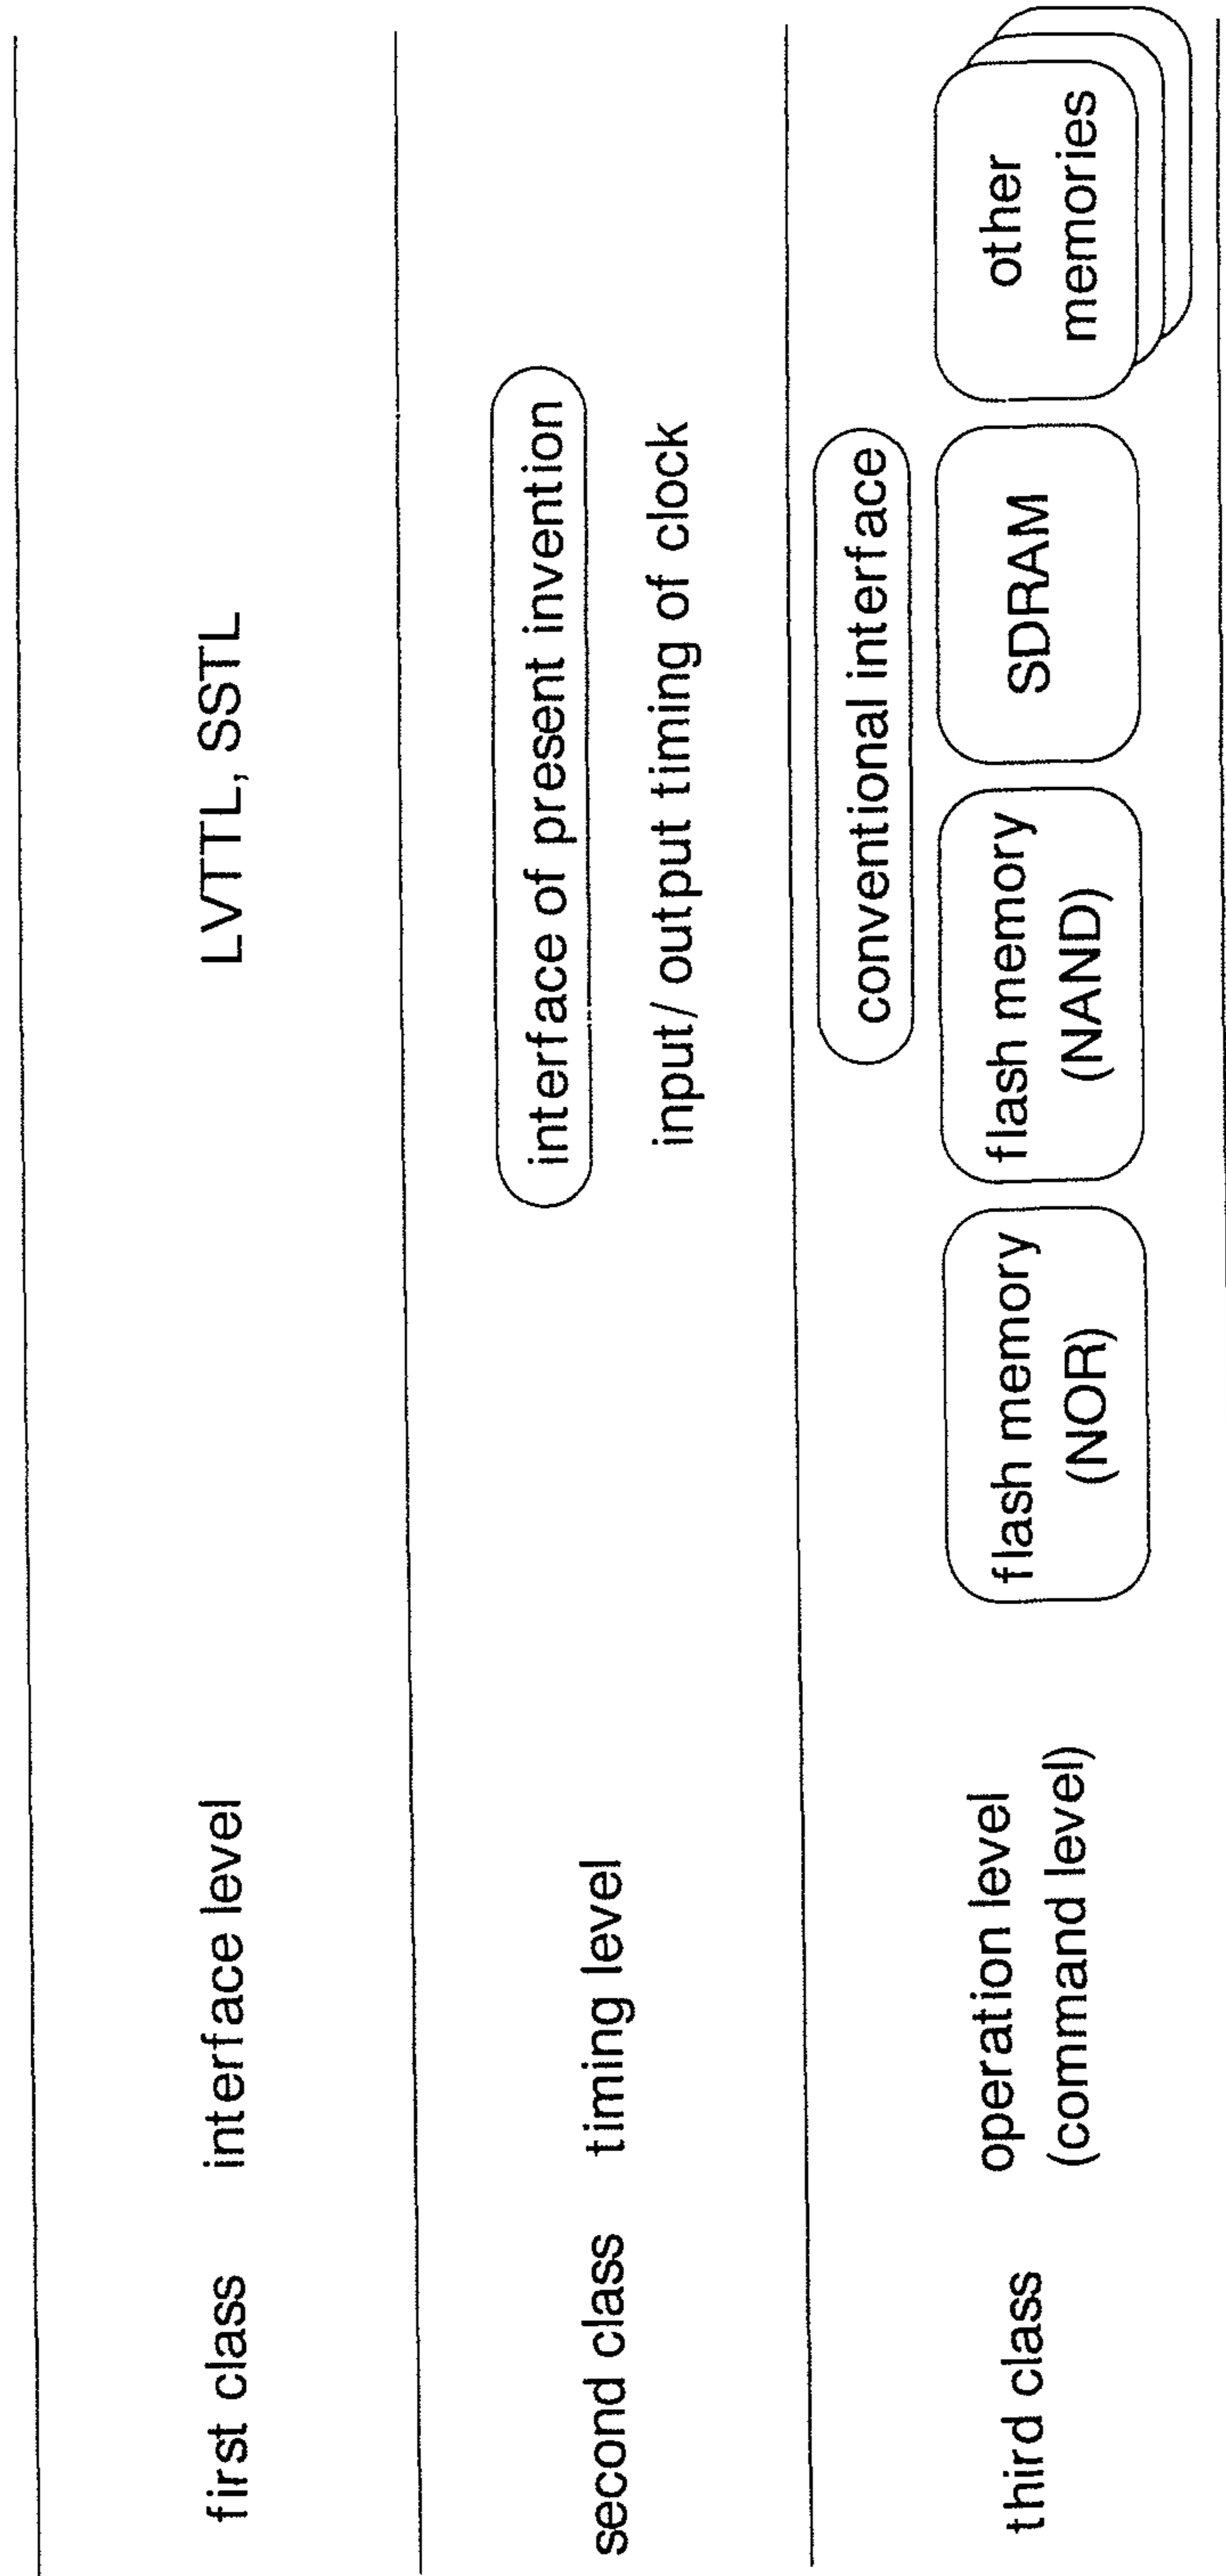 first class
interface level
LVTTL, SSTL
second class
timing level
interface of present invention
input/ output timing of clock
third class
operation level
(command level)
conventional interface
flash memory
(NOR)
flash memory
(NAND)
SDRAM
other
memories